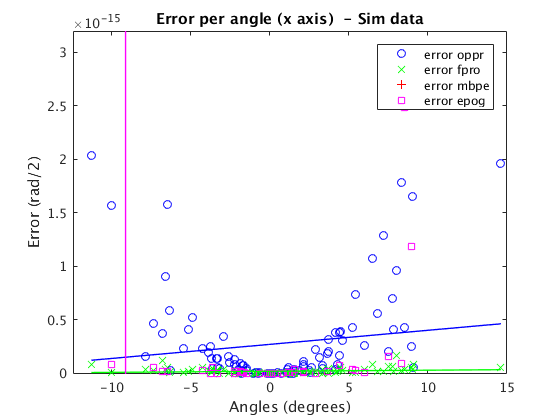 ×10⁻¹⁵
Error per angle (x axis) - Sim data
3
2.5
2
1.5
1
0.5
0
Error (rad/2)
error oppr
error fpro
error mbpe
error epog
−10 −5 0 5 10 15
Angles (degrees)